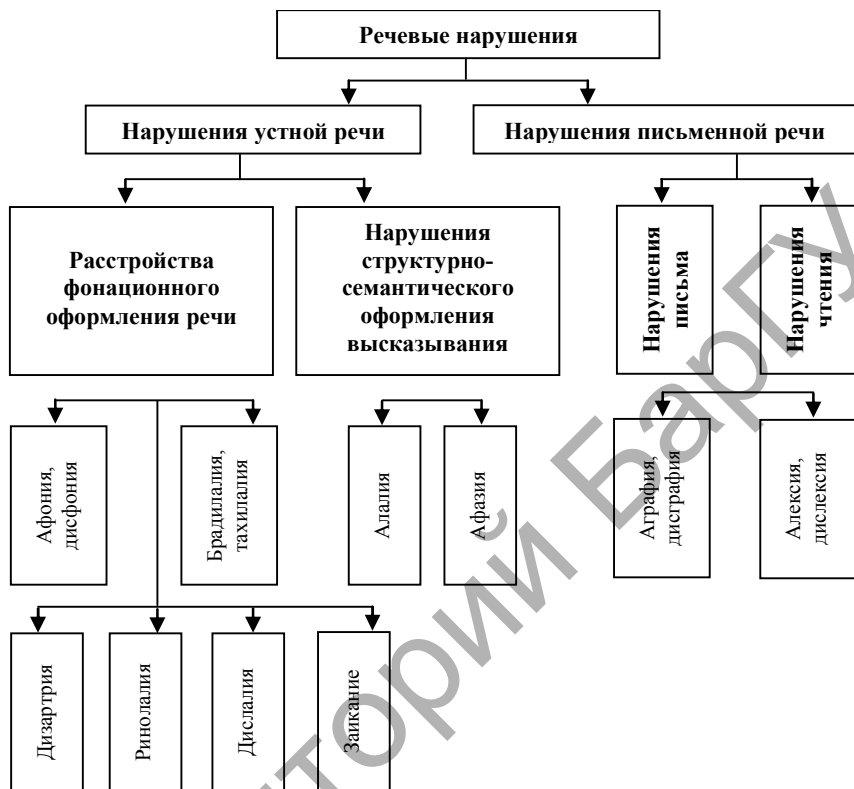 Речевые нарушения
Нарушения устной речи
Нарушения письменной речи
Расстройства
фонационного
оформления речи
Нарушения
структурно-
семантического
оформления
высказывания
Нарушения
письма
Нарушения
чтения
Афония,
дисфония
Брадилалия,
тахилалия
Алалия
Афазия
Аграфия,
дисграфия
Алексия,
дислексия
Дизартрия
Ринолалия
Дислалия
Заикание
БарГУ